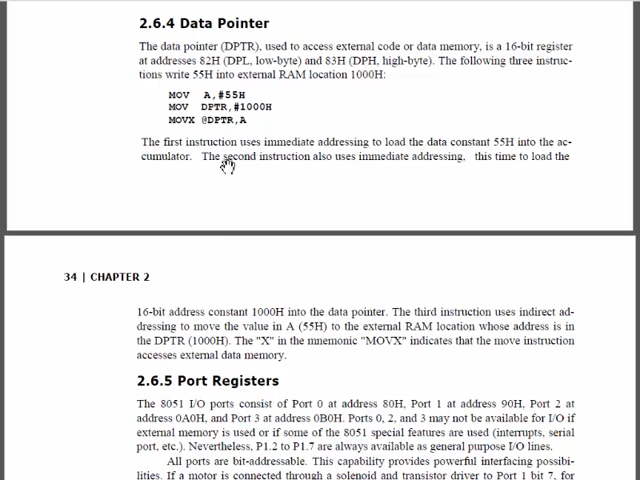 2.6.4 Data Pointer
The data pointer (DPTR), used to access external code or data memory, is a 16-bit register
at addresses 82H (DPL, low-byte) and 83H (DPH, high-byte). The following three instruc-
tions write 55H into external RAM location 1000H:
MOV A,#55H
MOV DPTR,#1000H
MOVX @DPTR,A
The first instruction uses immediate addressing to load the data constant 55H into the ac-
cumulator. The second instruction also uses immediate addressing, this time to load the
34 | CHAPTER 2
16-bit address constant 1000H into the data pointer. The third instruction uses indirect ad-
dressing to move the value in A (55H) to the external RAM location whose address is in
the DPTR (1000H). The "X" in the mnemonic "MOVX" indicates that the move instruction
accesses external data memory.
2.6.5 Port Registers
The 8051 I/O ports consist of Port 0 at address 80H, Port 1 at address 90H, Port 2 at
address 0A0H, and Port 3 at address 0B0H. Ports 0, 2, and 3 may not be available for I/O if
external memory is used or if some of the 8051 special features are used (interrupts, serial
port, etc.). Nevertheless, P1.2 to P1.7 are always available as general purpose I/O lines.
All ports are bit-addressable. This capability provides powerful interfacing possibi-
lities. If a motor is connected through a solenoid and transistor driver to Port 1 bit 7, for